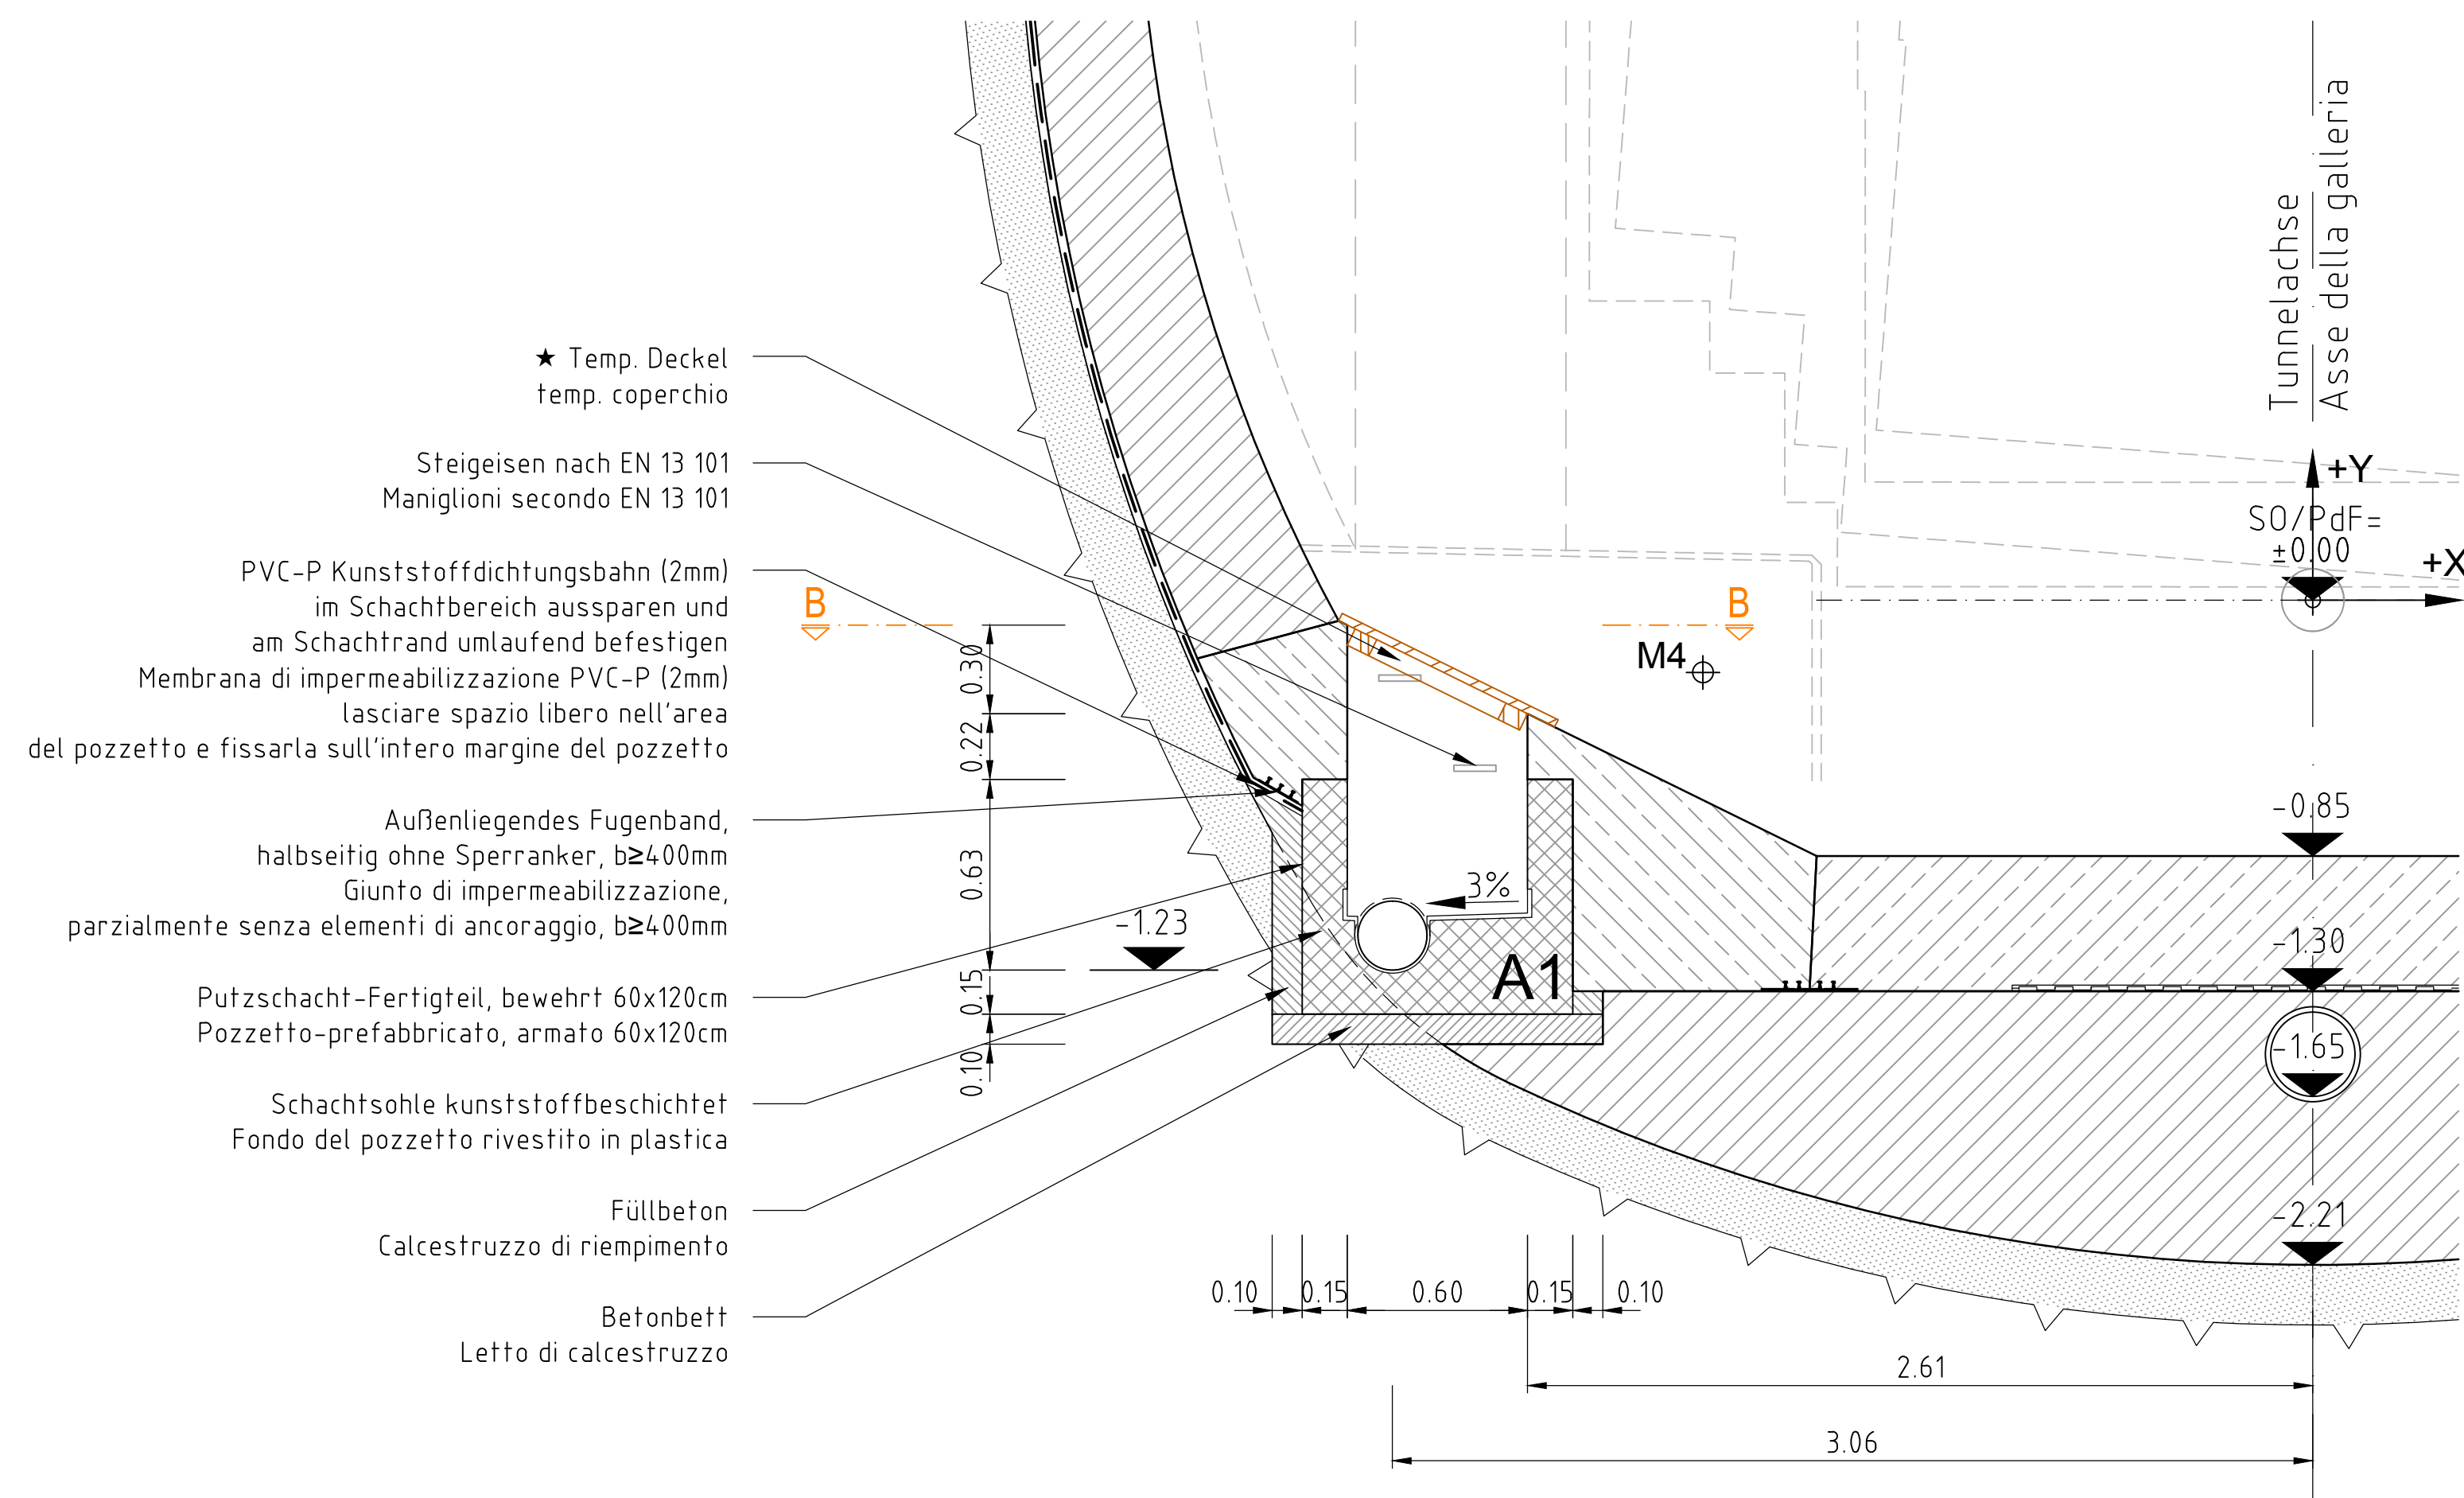 ★ Temp. Deckel
temp. coperchio
Steigeisen nach EN 13 101
Maniglioni secondo EN 13 101
PVC-P Kunststoffdichtungsbahn (2mm)
im Schachtbereich aussparen und
am Schachtrand umlaufend befestigen
Membrana di impermeabilizzazione PVC-P (2mm)
lasciare spazio libero nell'area
del pozzetto e fissarla sull'intero margine del pozzetto
Außenliegendes Fugenband,
halbseitig ohne Sperranker, b≥400mm
Giunto di impermeabilizzazione,
parzialmente senza elementi di ancoraggio, b≥400mm
Putzschacht-Fertigteil, bewehrt 60x120cm
Pozzetto-prefabbricato, armato 60x120cm
Schachtsohle kunststoffbeschichtet
Fondo del pozzetto rivestito in plastica
Füllbeton
Calcestruzzo di riempimento
Betonbett
Letto di calcestruzzo
B
B
0.30
0.22
0.63
0.15
0.10
-1.23
M4
3%
A1
Tunnelachse
Asse della galleria
+Y
SO/PdF=
±0.00
+X
-0.85
-1.30
-1.65
-2.21
0.10
0.15
0.60
0.15
0.10
2.61
3.06